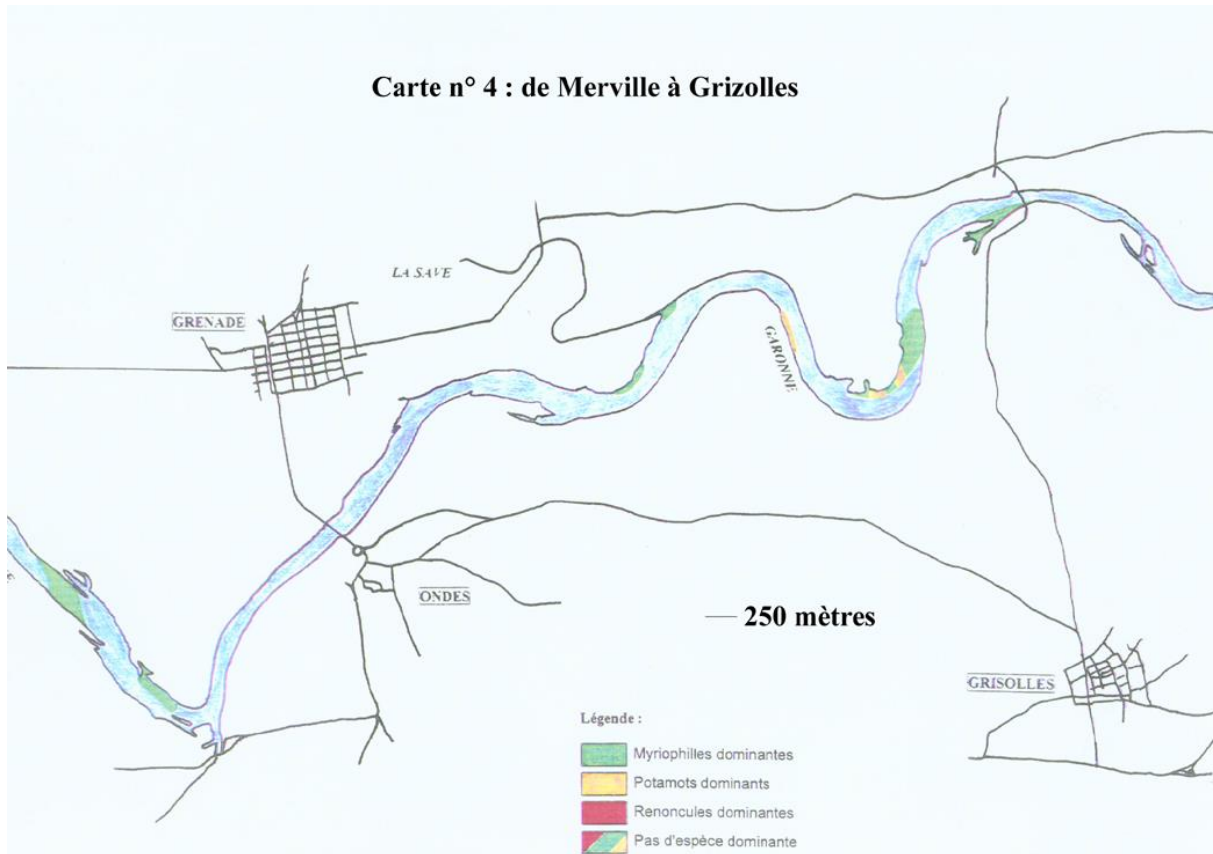 Carte n° 4 : de Merville à Grizolles
LA SAVE
GRENADE
GARONNE
ONDES
250 mètres
GRISOLLES
Légende :
Myriophilles dominantes
Potamots dominants
Renoncules dominantes
Pas d'espèce dominante